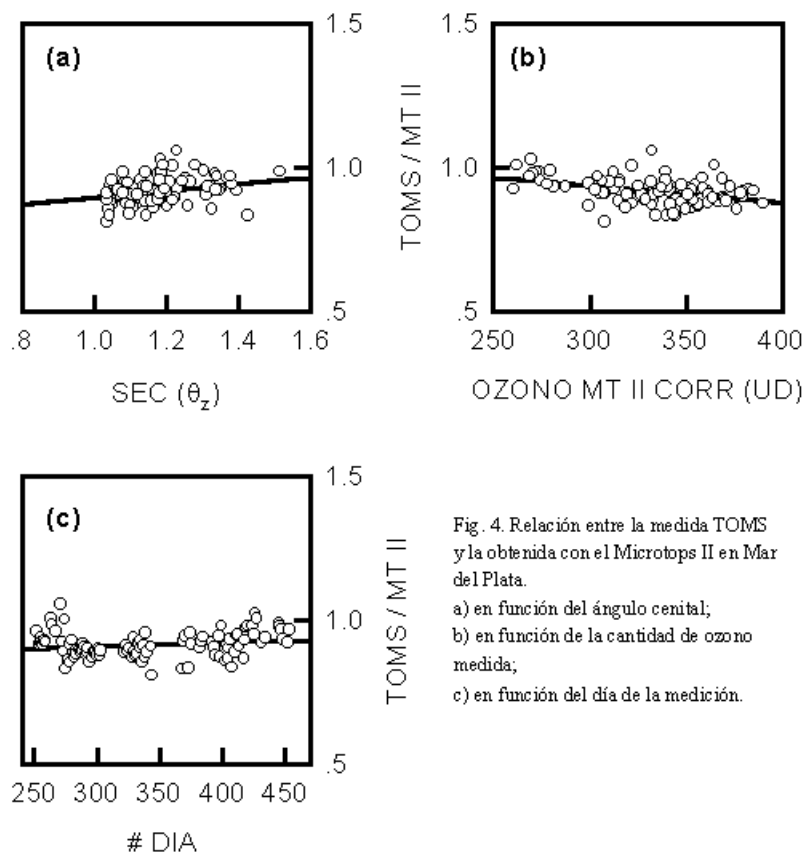 (a)
1.5
1.0
.5
.8 1.0 1.2 1.4 1.6
SEC (θz)
TOMS / MT II
(b)
1.5
1.0
.5
250 300 350 400
OZONO MT II CORR (UD)
TOMS / MT II
(c)
1.5
1.0
.5
250 300 350 400 450
# DIA
Fig. 4. Relación entre la medida TOMS
y la obtenida con el Microtops II en Mar
del Plata.
a) en función del ángulo cenital;
b) en función de la cantidad de ozono
medida;
c) en función del día de la medición.